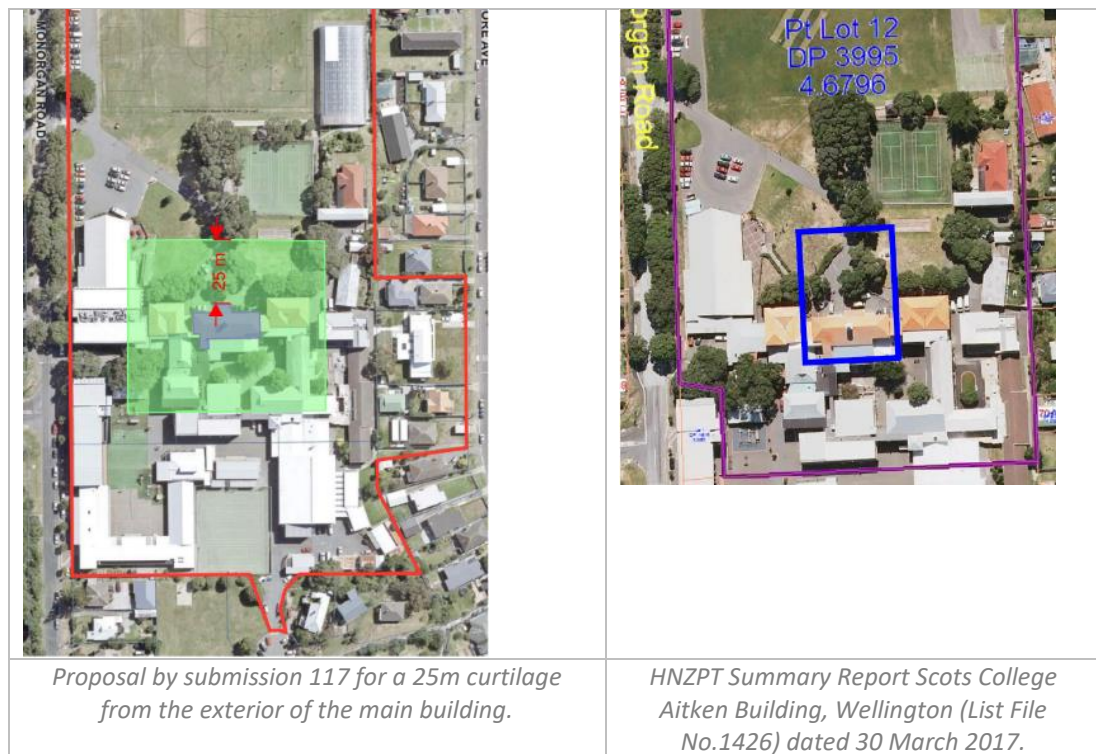 MONORGAN ROAD
ORE AVE
25 m
Proposal by submission 117 for a 25m curtilage
from the exterior of the main building.
organ Road
Pt Lot 12
DP 3995
4.6796
HNZPT Summary Report Scots College
Aitken Building, Wellington (List File
No.1426) dated 30 March 2017.